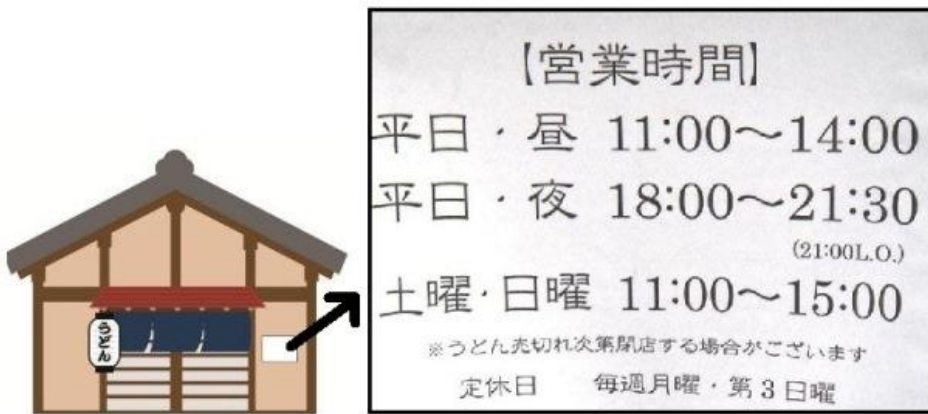 【営業時間】
平日・昼 11:00～14:00
平日・夜 18:00～21:30
(21:00L.O.)
土曜・日曜 11:00～15:00
※うどん売切れ次第閉店する場合がございます
定休日 毎週月曜・第3日曜
うどん